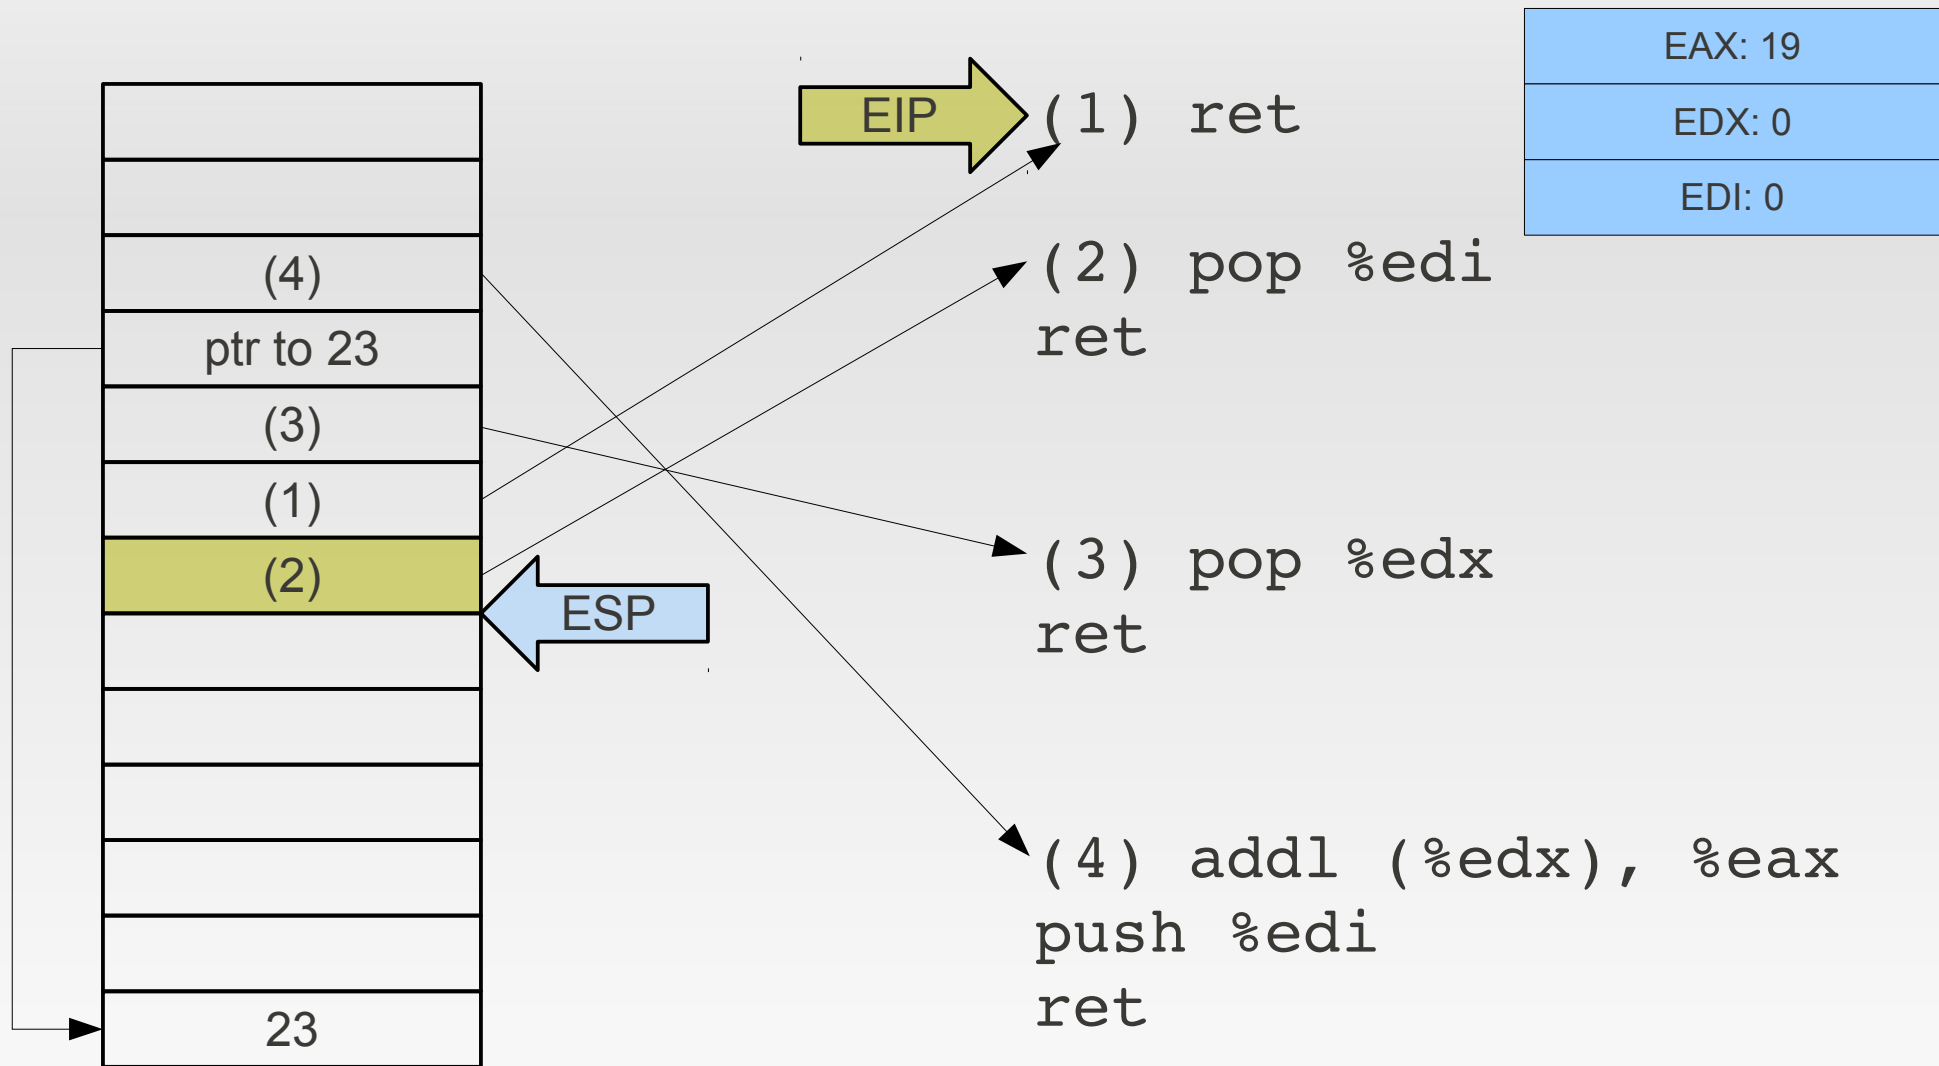 EAX: 19
EDX: 0
EDI: 0
EIP
(1) ret
(2) pop %edi
ret
(4)
ptr to 23
(3)
(1)
(2)
ESP
(3) pop %edx
ret
(4) addl (%edx), %eax
push %edi
ret
23